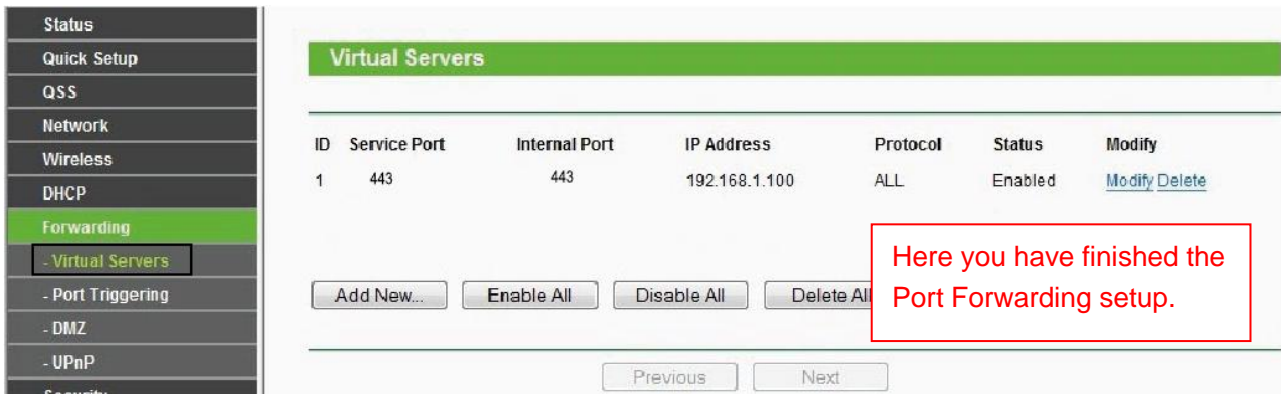 Status
Quick Setup
QSS
Network
Wireless
DHCP
Forwarding
- Virtual Servers
- Port Triggering
- DMZ
- UPnP
Security
Virtual Servers
ID Service Port Internal Port IP Address Protocol Status Modify
1 443 443 192.168.1.100 ALL Enabled Modify Delete
Add New... Enable All Disable All Delete All
Here you have finished the
Port Forwarding setup.
Previous Next